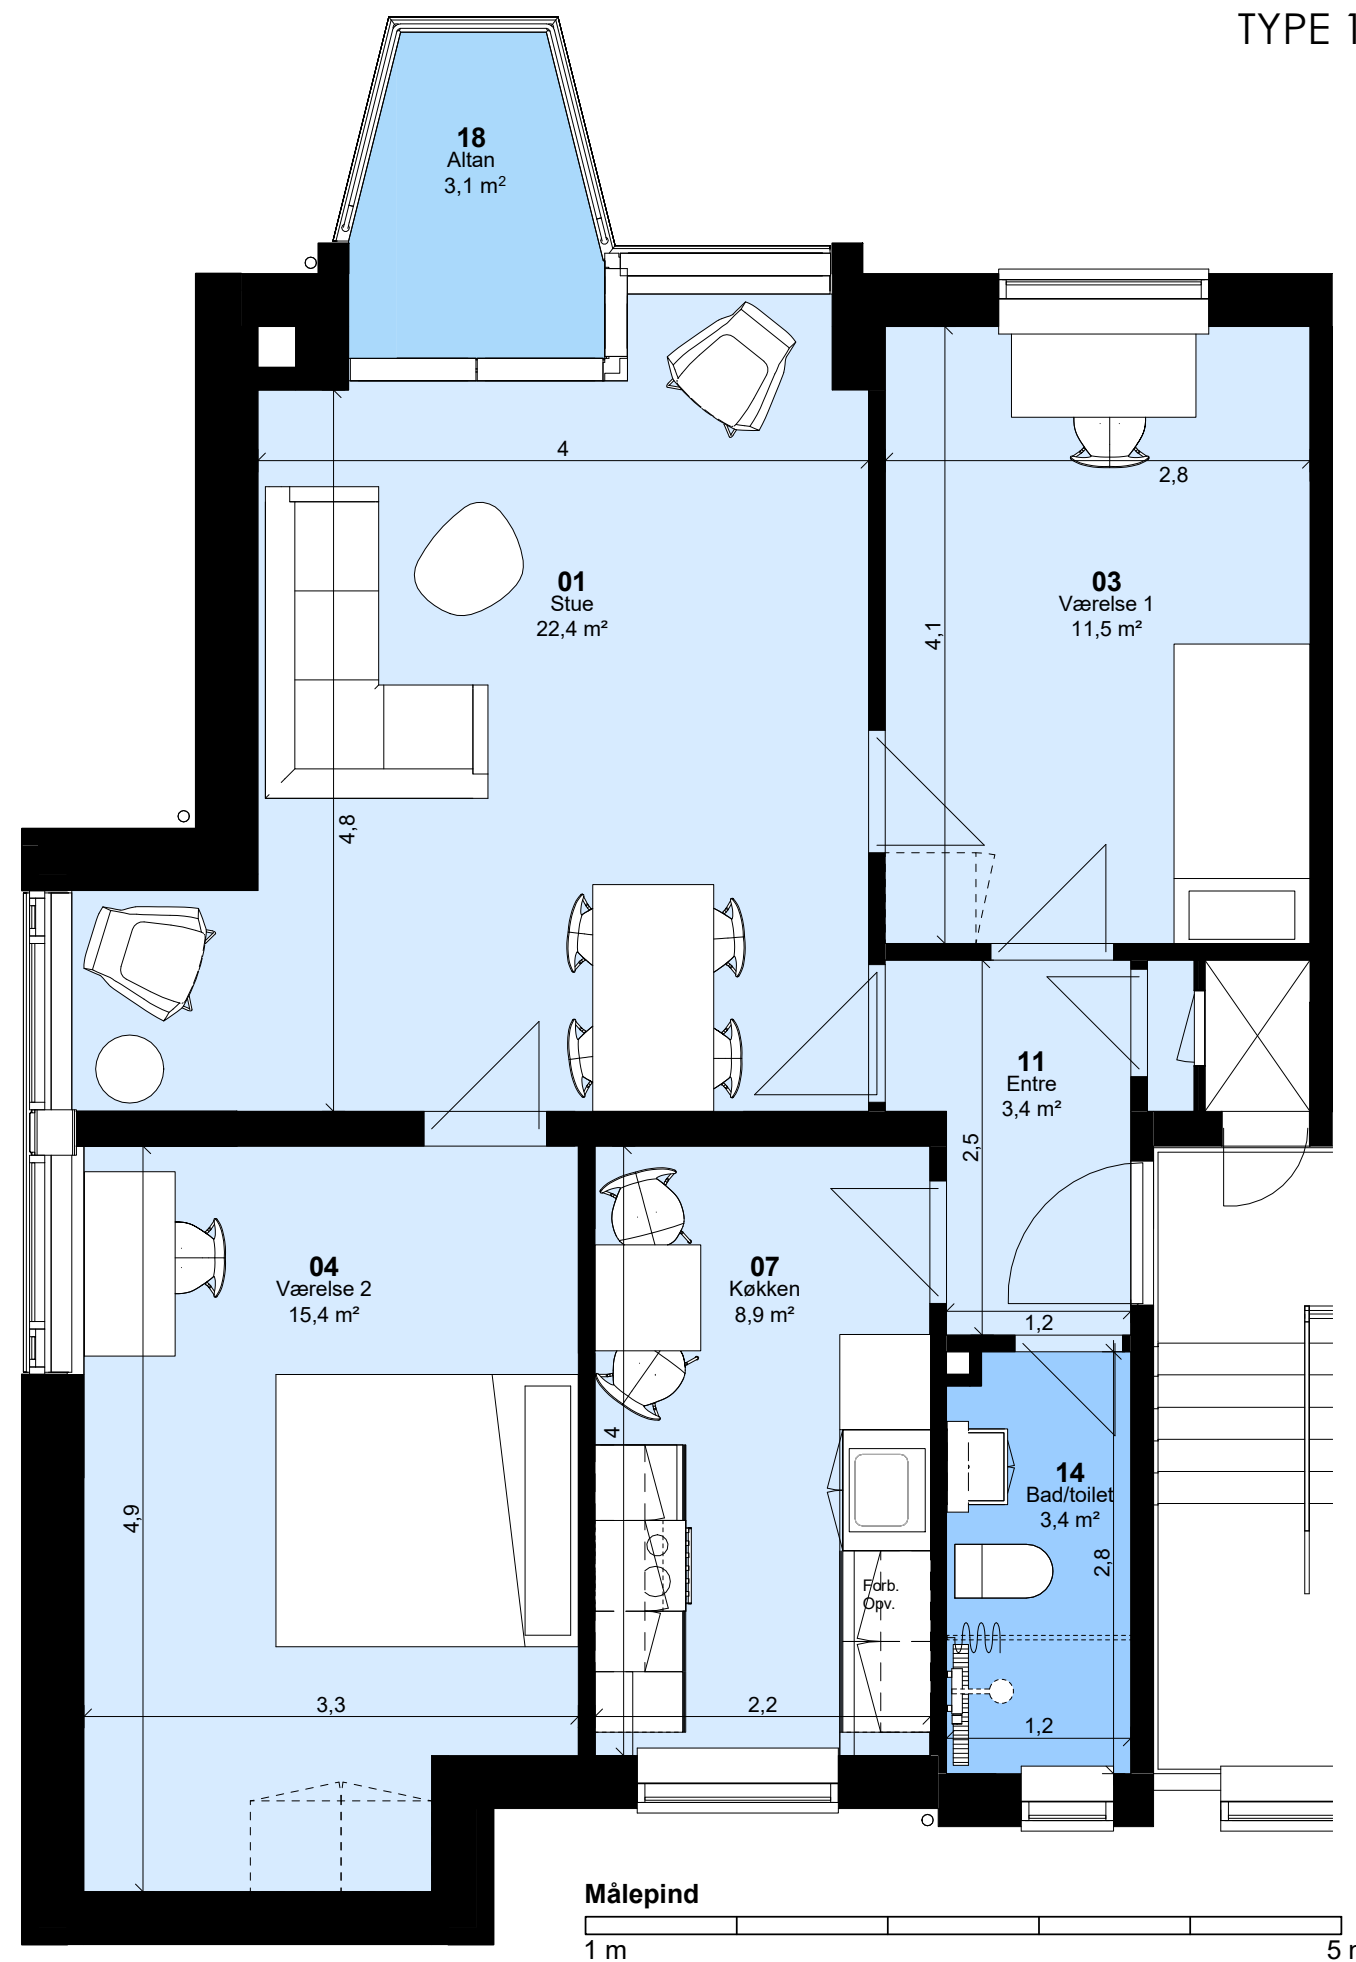 TYPE 1
18
Altan
3,1 m²
4
2,8
01
Stue
22,4 m²
03
Værelse 1
11,5 m²
4,1
4,8
11
Entre
3,4 m²
2,5
04
Værelse 2
15,4 m²
07
Køkken
8,9 m²
1,2
4
14
Bad/toilet
3,4 m²
4,9
2,8
Forb.
Opv.
3,3
2,2
1,2
Målepind
1 m
5